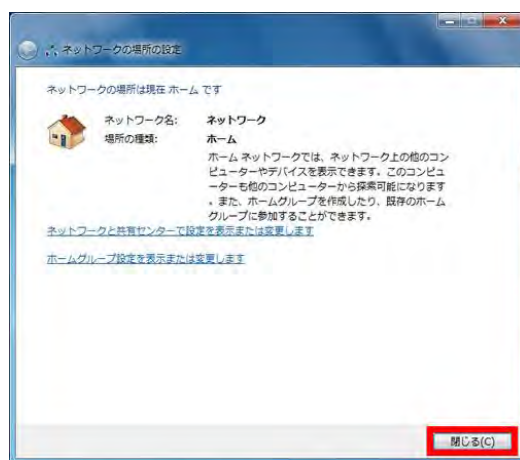 ネットワークの場所の設定
ネットワークの場所は現在 ホーム です
ネットワーク名: ネットワーク
場所の種類: ホーム
ホーム ネットワークでは、ネットワーク上の他のコン
ピューターやデバイスを表示できます。このコンピュ
ーターも他のコンピューターから探索可能になります
。また、ホームグループを作成したり、既存のホーム
グループに参加することができます。
ネットワークと共有センターで設定を表示または変更します
ホームグループ設定を表示または変更します
閉じる(C)